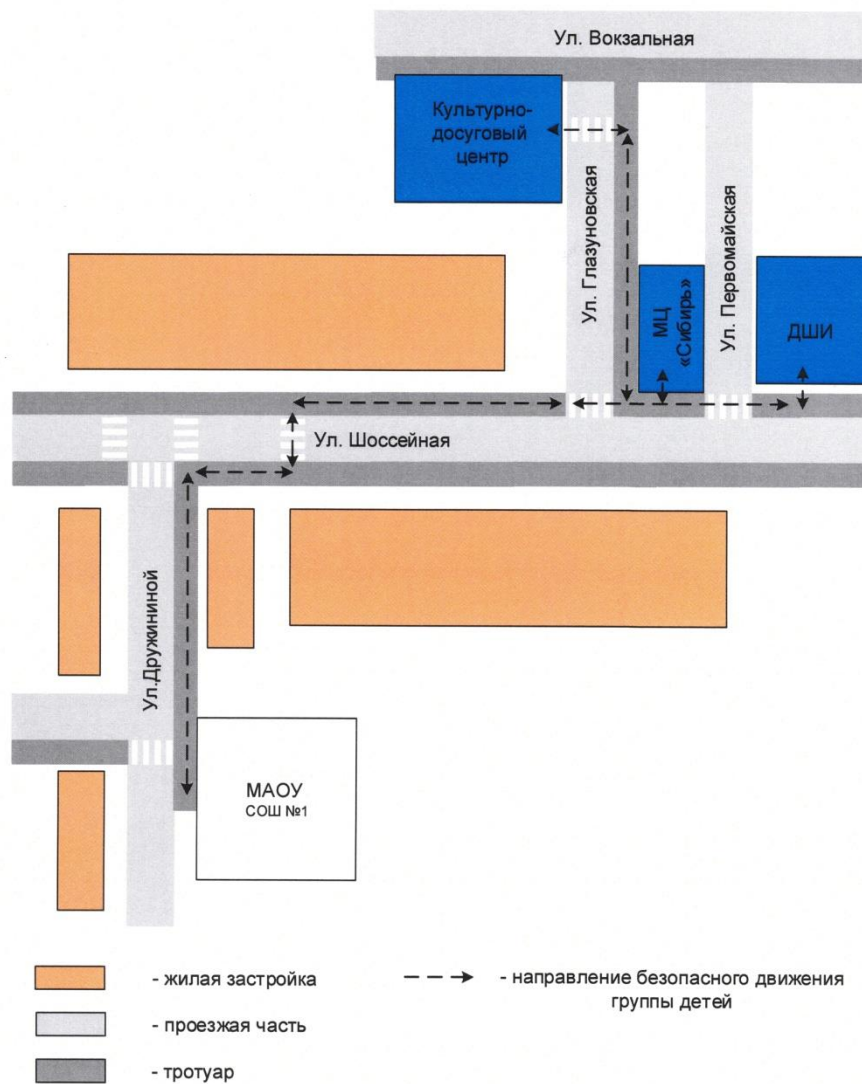 Ул. Вокзальная
Культурно-
досуговый
центр
Ул. Глазуновская
Ул. Первомайская
МЦ
«Сибирь»
ДШИ
Ул. Шоссейная
Ул.Дружининой
МАОУ
СОШ №1
- жилая застройка
- направление безопасного движения
группы детей
- проезжая часть
- тротуар